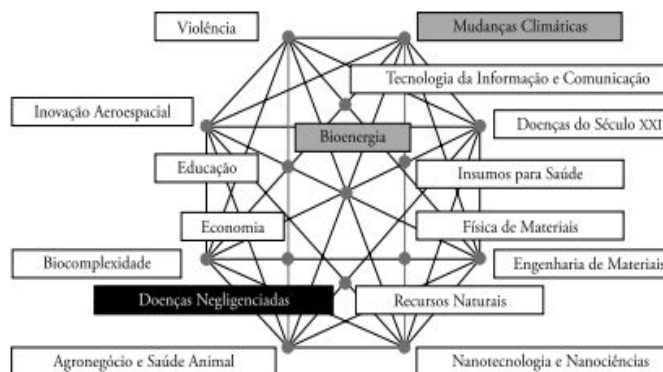 Violência
Mudanças Climáticas
Tecnologia da Informação e Comunicação
Inovação Aeroespacial
Bioenergia
Doenças do Século XXI
Educação
Insumos para Saúde
Economia
Física de Materiais
Biocomplexidade
Engenharia de Materiais
Doenças Negligenciadas
Recursos Naturais
Agronegócio e Saúde Animal
Nanotecnologia e Nanociências